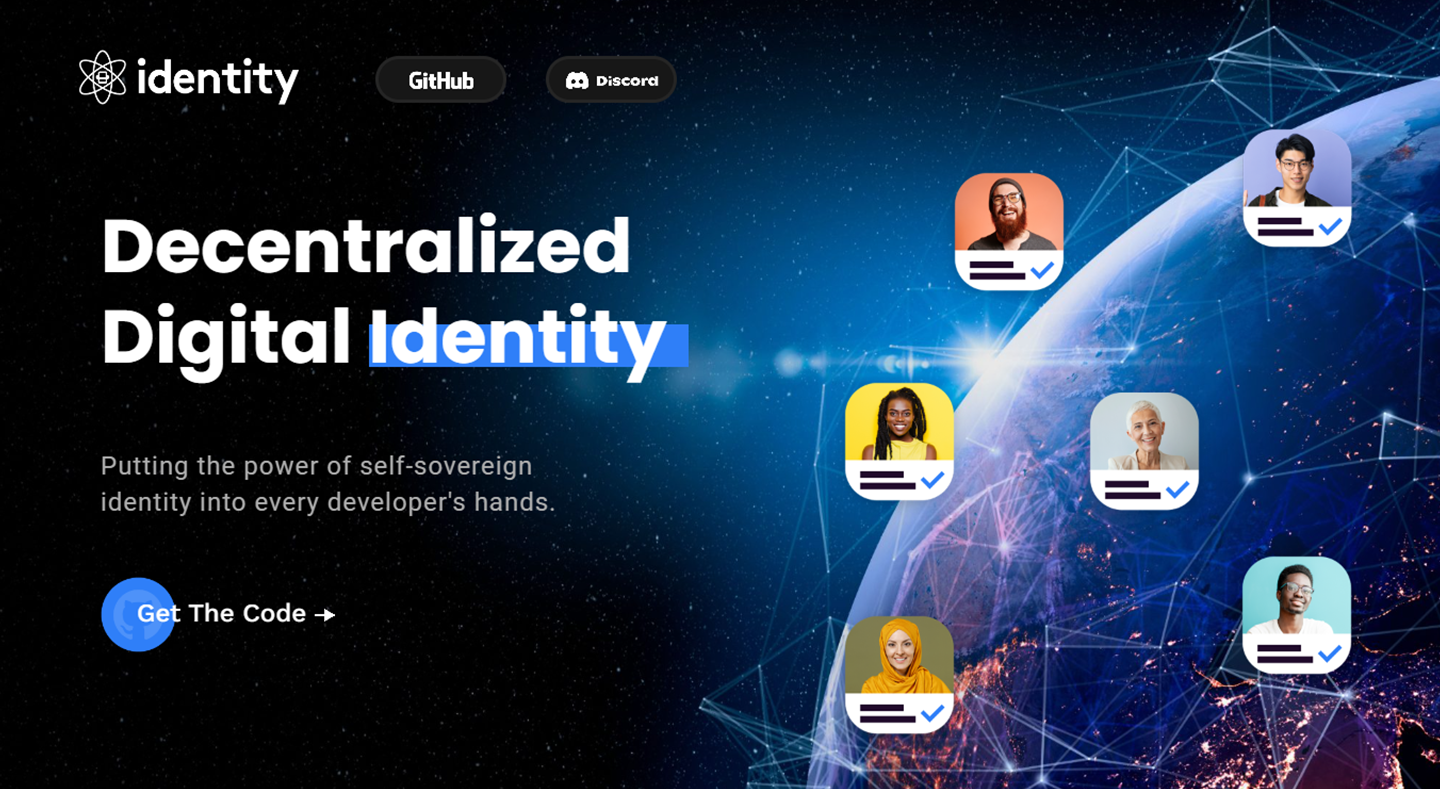 identity
GitHub
Discord
Decentralized
Digital Identity
Putting the power of self-sovereign
identity into every developer's hands.
Get The Code